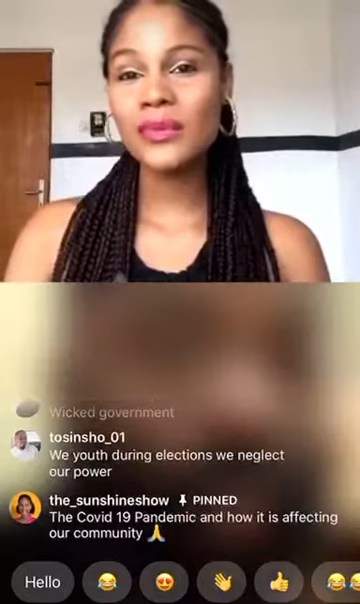 Wicked government
tosinsho_01
We youth during elections we neglect
our power
the_sunshineshow PINNED
The Covid 19 Pandemic and how it is affecting
our community 🙏
Hello